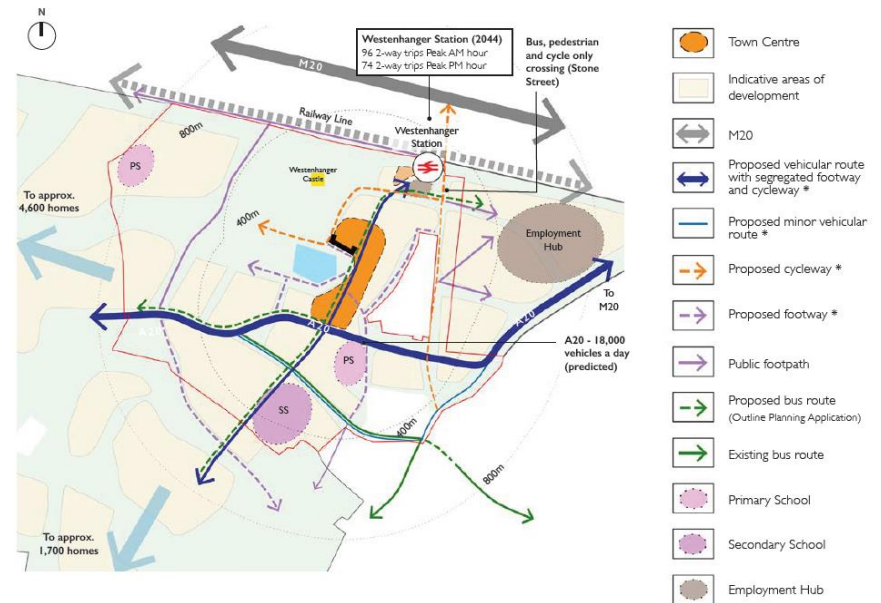 N
Westenhanger Station (2044)
96 2-way trips Peak AM hour
74 2-way trips Peak PM hour
Bus, pedestrian
and cycle only
crossing (Stone
Street)
M20
Railway Line
800m
Westenhanger
Station
PS
Westenhanger
Castle
To approx.
4,600 homes
400m
Employment
Hub
To
M20
A20
A20
A20
A20 - 18,000
vehicles a day
(predicted)
PS
SS
400m
800m
To approx.
1,700 homes
Town Centre
Indicative areas of
development
M20
Proposed vehicular route
with segregated footway
and cycleway *
Proposed minor vehicular
route *
Proposed cycleway *
Proposed footway *
Public footpath
Proposed bus route
(Outline Planning Application)
Existing bus route
Primary School
Secondary School
Employment Hub